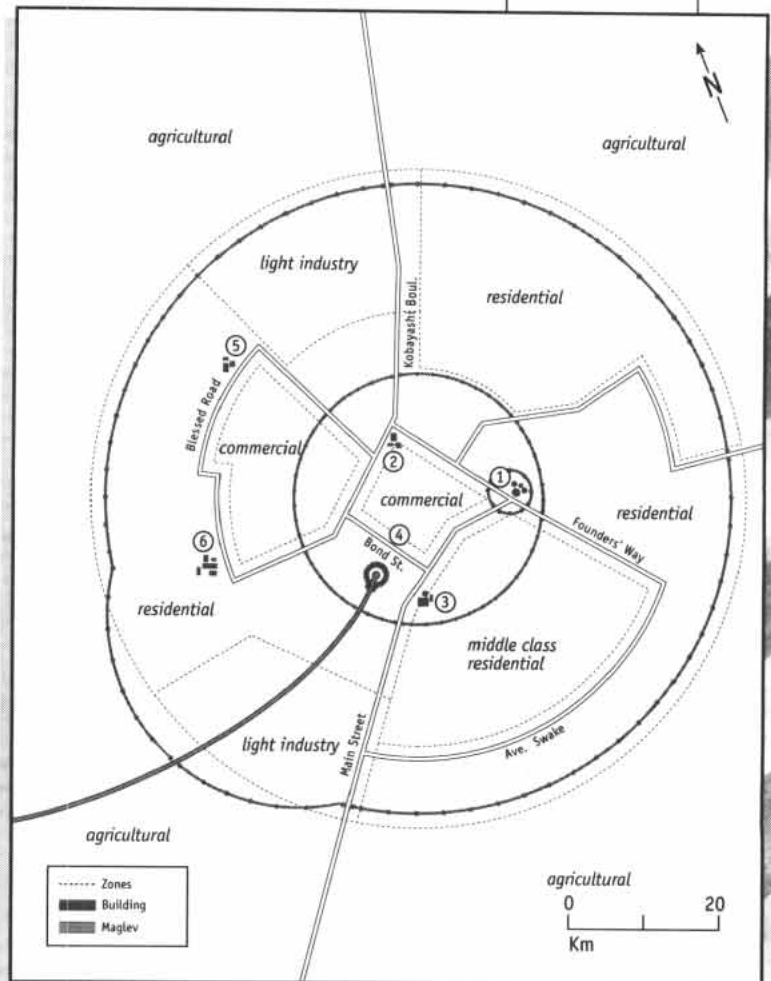 N
agricultural
agricultural
light industry
residential
Kobayashi Boul.
5
Blessed Road
commercial
2
commercial
1
residential
Founders' Way
4
Bond St.
6
3
residential
middle class
residential
Main Street
light industry
Ave. Swake
agricultural
Zones
Building
Maglev
agricultural
0 20
Km